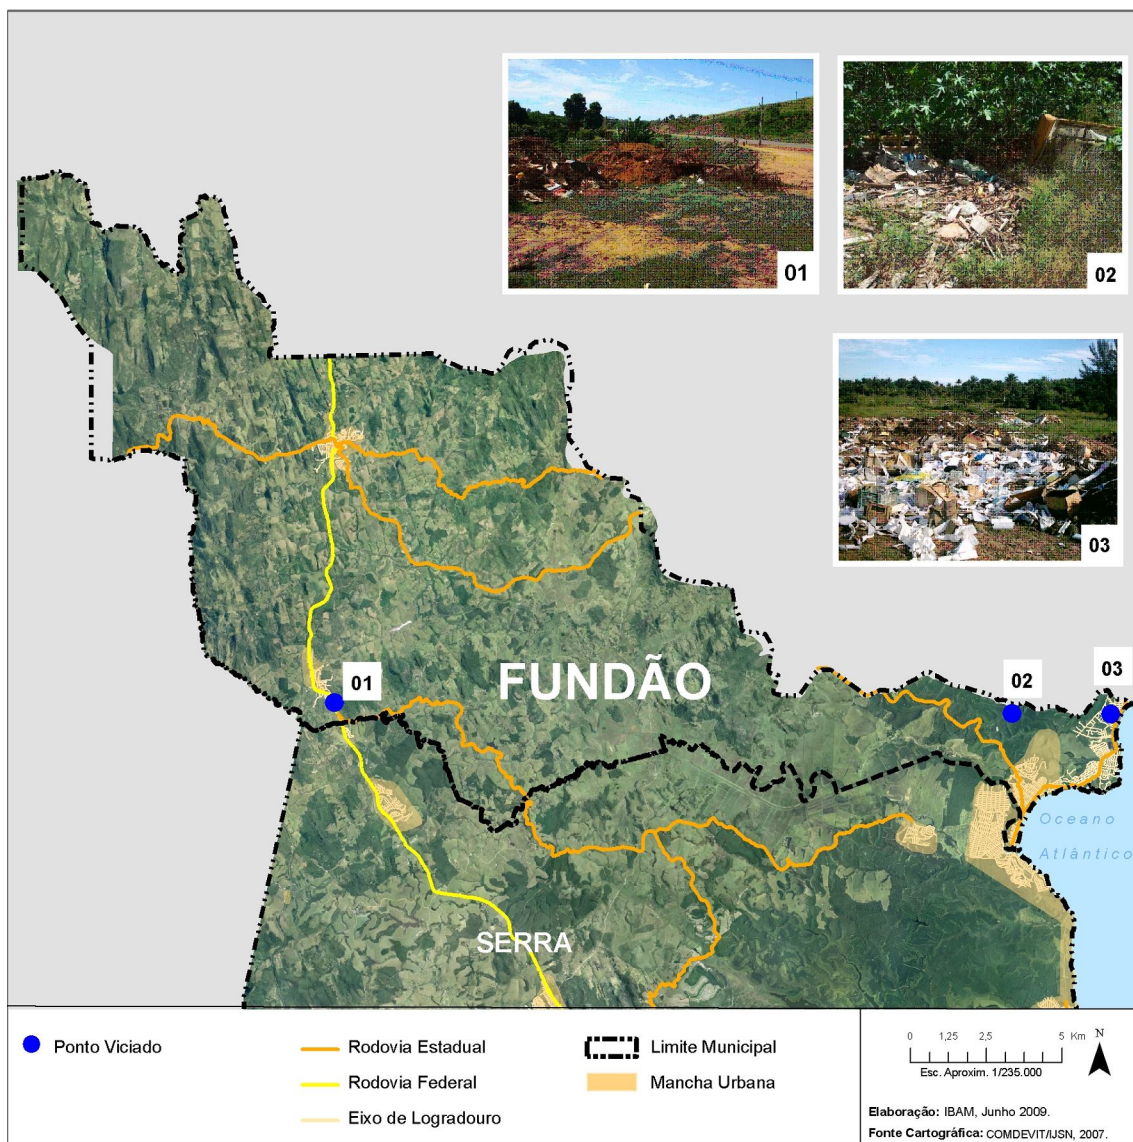 01
02
03
01
FUNDÃO
02
03
Oceano
Atlântico
SERRA
Ponto Viciado
Rodovia Estadual
Rodovia Federal
Eixo de Logradouro
Limite Municipal
Mancha Urbana
0 1,25 2,5 5 Km N
Esc. Aproxim. 1/235.000
Elaboração: IBAM, Junho 2009.
Fonte Cartográfica: COMDEVIT/IJSN, 2007.